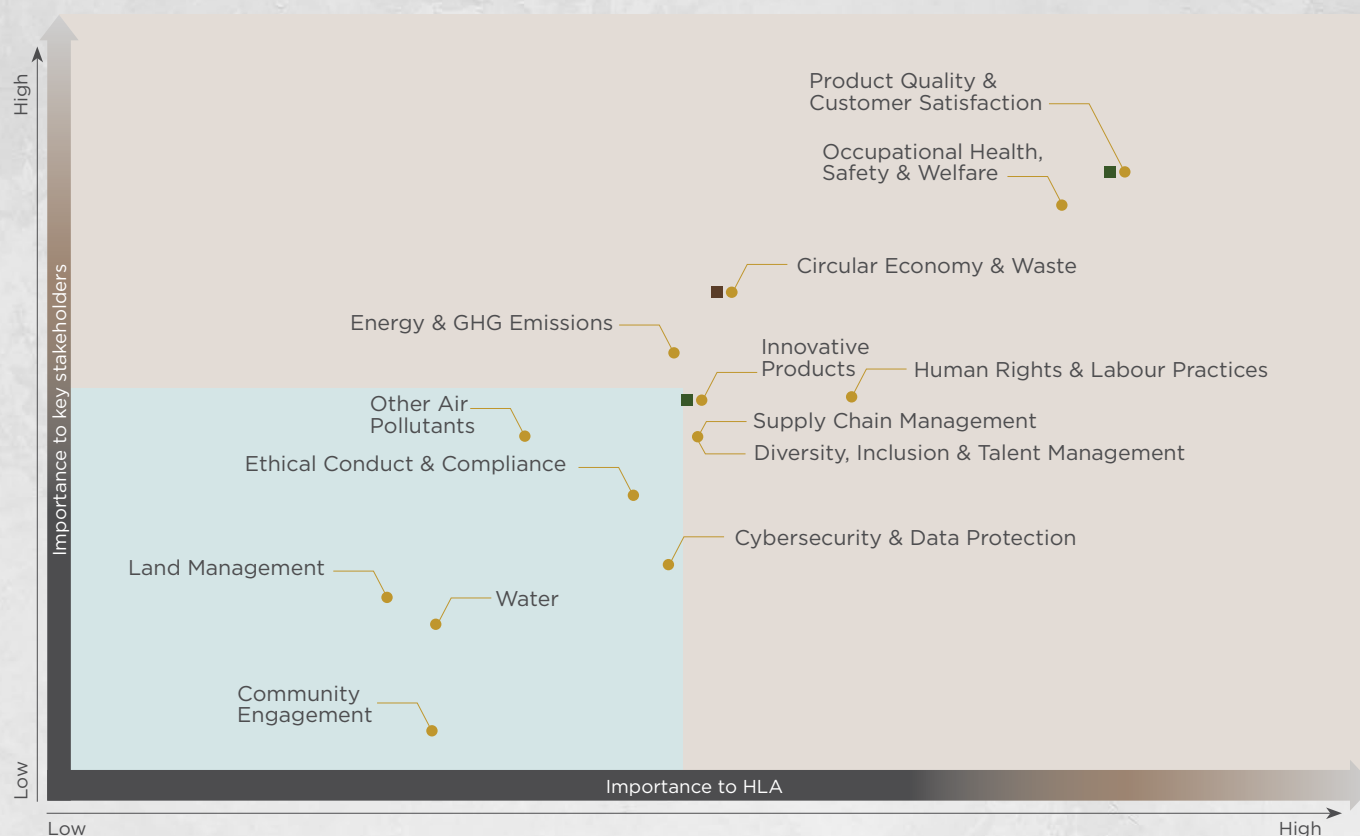 High
Importance to key stakeholders
Low
Product Quality &
Customer Satisfaction
Occupational Health,
Safety & Welfare
Circular Economy & Waste
Energy & GHG Emissions
Innovative
Products
Human Rights & Labour Practices
Other Air
Pollutants
Supply Chain Management
Diversity, Inclusion & Talent Management
Ethical Conduct & Compliance
Cybersecurity & Data Protection
Land Management
Water
Community
Engagement
Importance to HLA
Low
High